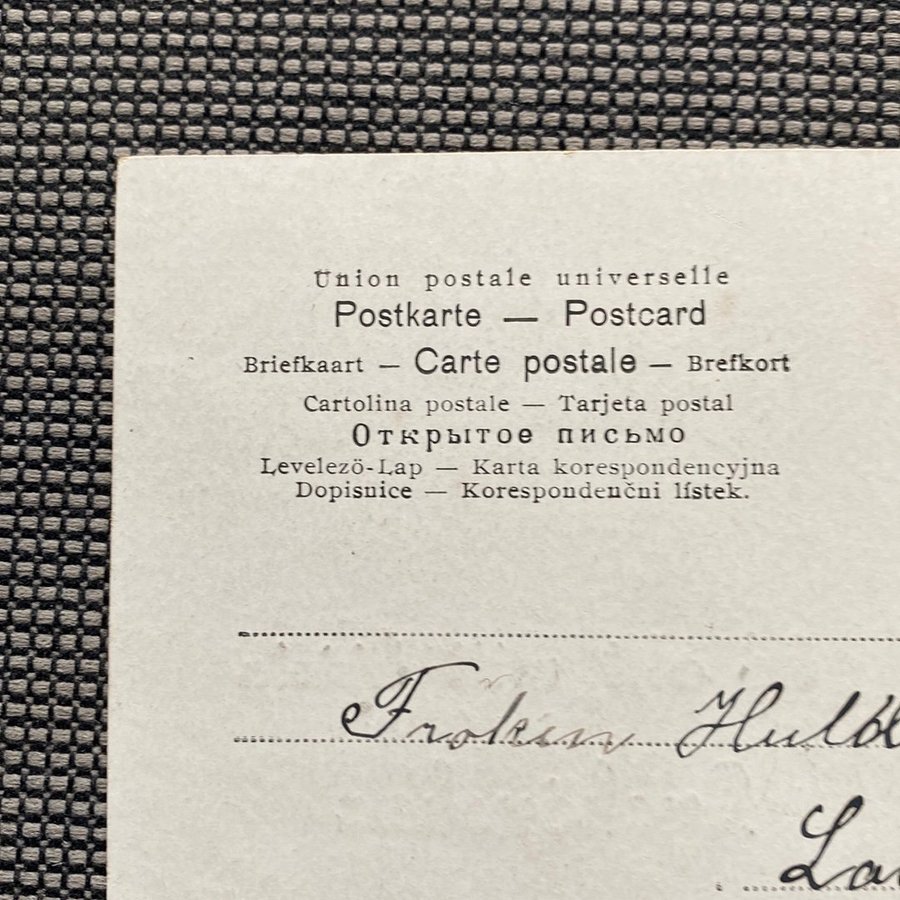 Union postale universelle
Postkarte — Postcard
Briefkaart — Carte postale — Brefkort
Cartolina postale — Tarjeta postal
Открытое письмо
Levelezö-Lap — Karta korespondencyjna
Dopisnice — Korespondenčni lístek.
Fröken